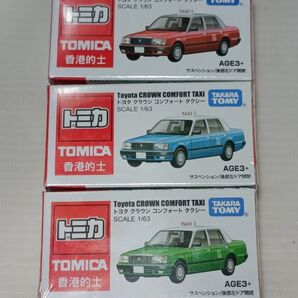 トミカ
TOMICA
香港的士
SCALE 1/63
TAXI
AGE3+
サスペンション/後部左ドア開閉
トミカ
TOMICA
香港的士
Toyota CROWN COMFORT TAXI
トヨタ クラウン コンフォート タクシー
SCALE 1/63
TAKARA
TOMY
TAXI
AGE3+
サスペンション/後部左ドア開閉
トミカ
TOMICA
香港的士
Toyota CROWN COMFORT TAXI
トヨタ クラウン コンフォート タクシー
SCALE 1/63
TAKARA
TOMY
TAXI
AGE3+
サスペンション/後部左ドア開閉